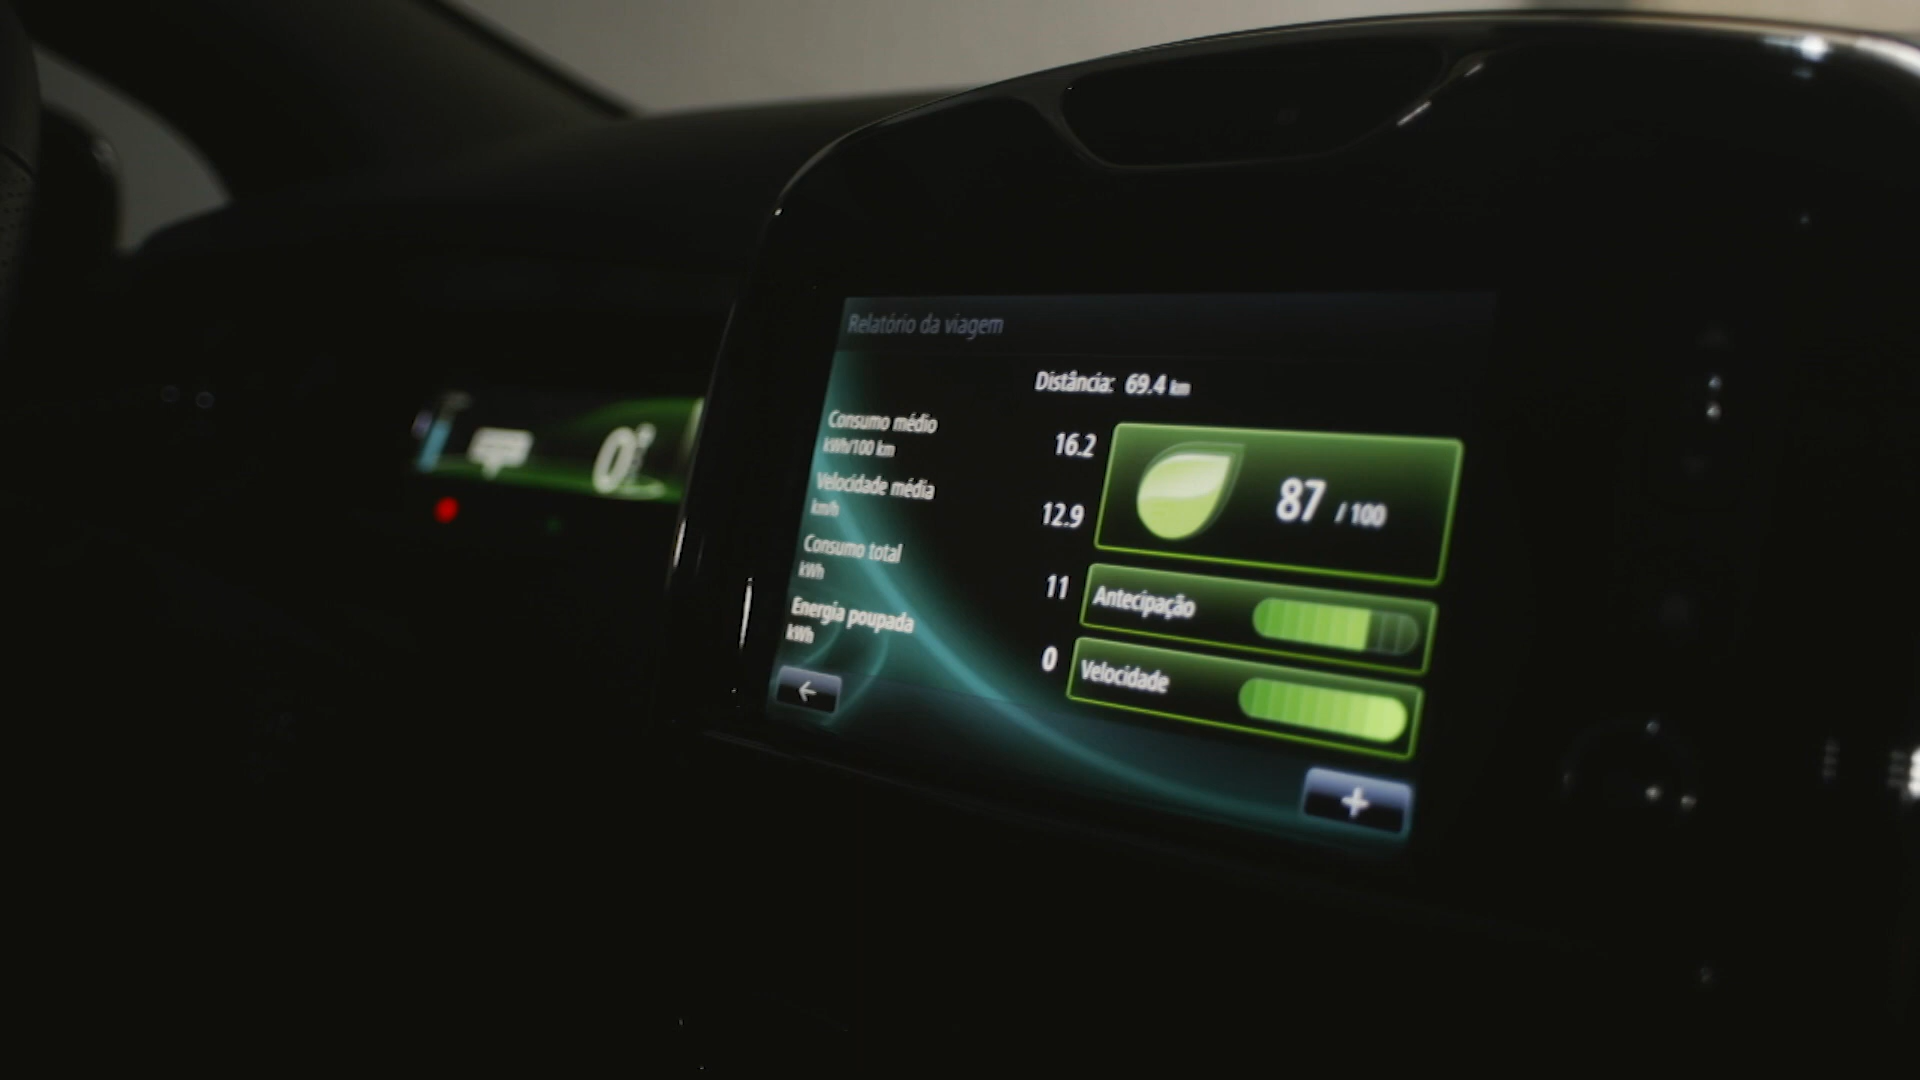 Relatório da viagem
Distância: 69.4 km
Consumo médio 16.2
kWh/100 km
Velocidade média 12.9
km/h
Consumo total 11
kWh
Energia poupada 0
kWh
87 / 100
Antecipação
Velocidade
0